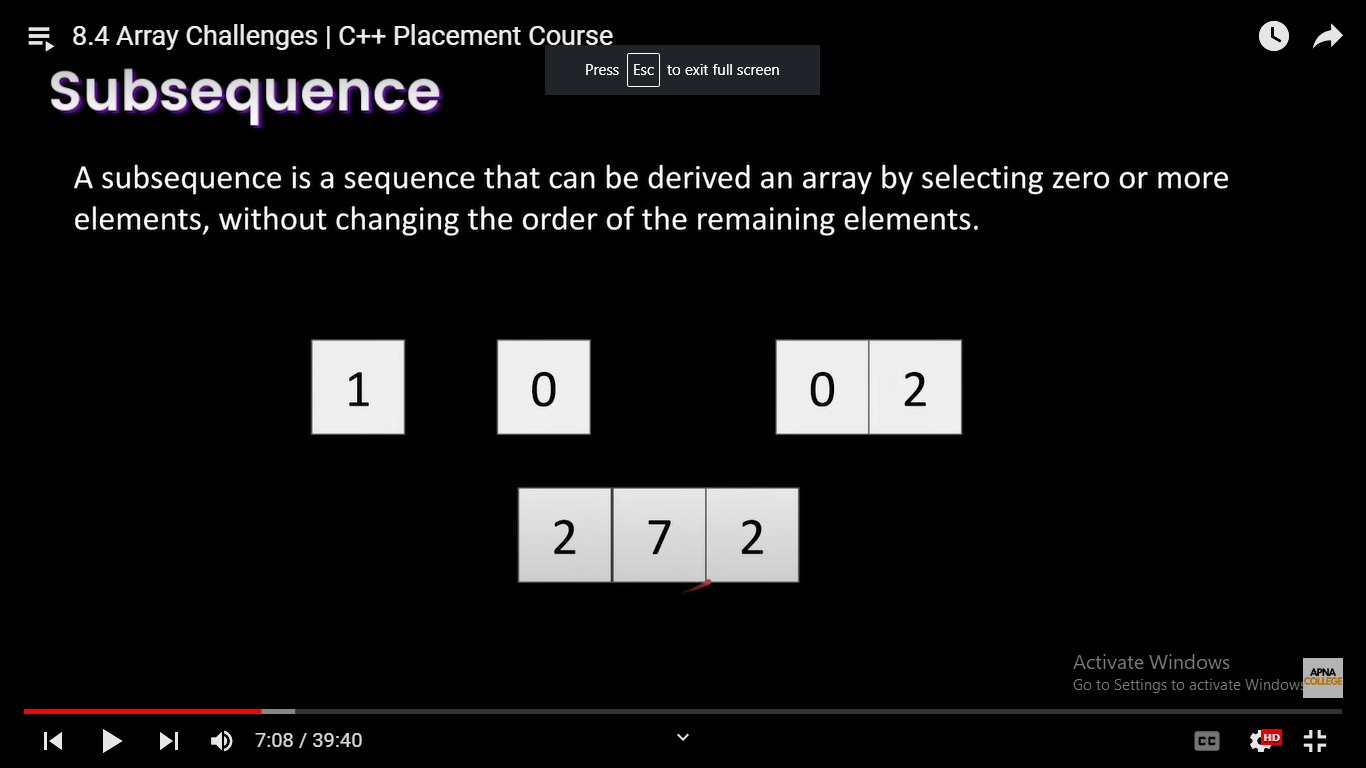 8.4 Array Challenges | C++ Placement Course
Press Esc to exit full screen
Subsequence
A subsequence is a sequence that can be derived an array by selecting zero or more
elements, without changing the order of the remaining elements.
1 0 0 2
2 7 2
Activate Windows
Go to Settings to activate Windows
APNA
COLLEGE
7:08 / 39:40
CC
HD